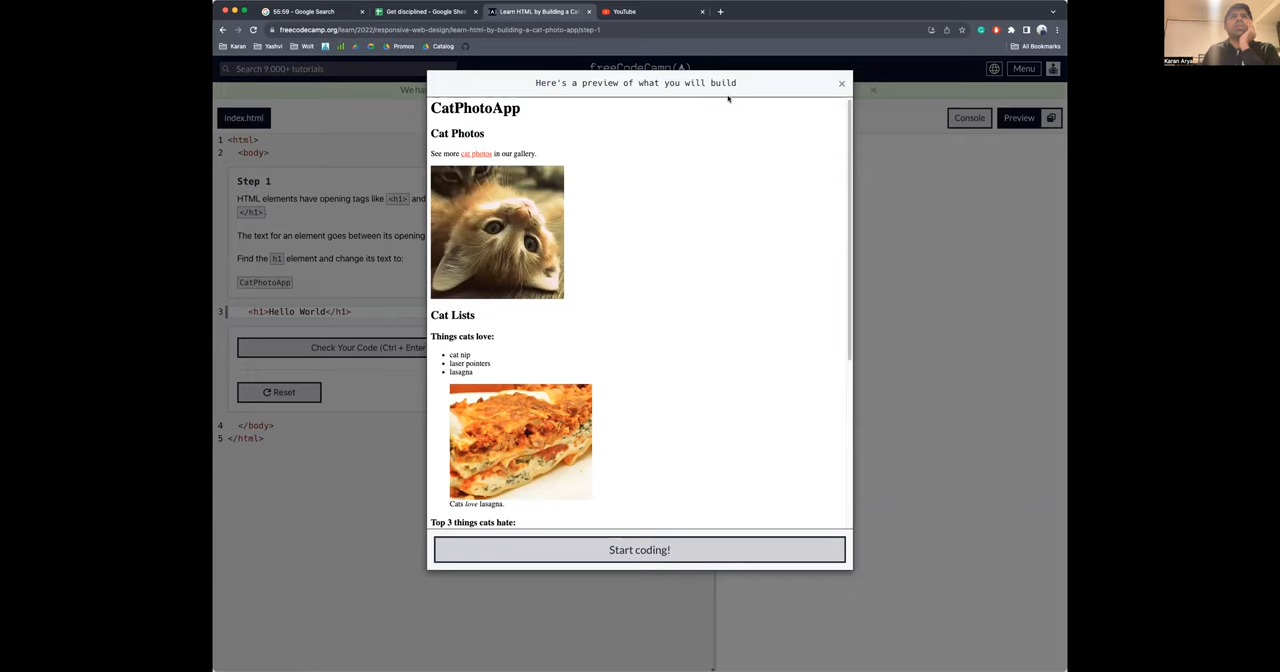 55:59 - Google Search
Get disciplined - Google She
Learn HTML by Building a Ca
YouTube
freecodecamp.org/learn/2022/responsive-web-design/learn-html-by-building-a-cat-photo-app/step-1
Karan
Yashvi
Wolt
Promos
Catalog
All Bookmarks
Search 9,000+ tutorials
freeCodeCamp
Menu
We hav
Here's a preview of what you will build
index.html
Console
Preview
1 <html>
2 <body>
Step 1
HTML elements have opening tags like <h1> and
</h1>.
The text for an element goes between its opening
Find the h1 element and change its text to:
CatPhotoApp
3 <h1>Hello World</h1>
Check Your Code (Ctrl + Enter
Reset
4 </body>
5 </html>
CatPhotoApp
Cat Photos
See more cat photos in our gallery.
Cat Lists
Things cats love:
cat nip
laser pointers
lasagna
Cats love lasagna.
Top 3 things cats hate:
Start coding!